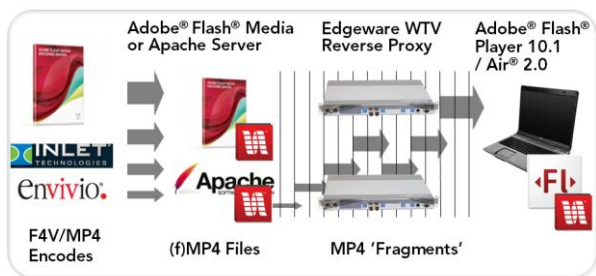 Adobe® Flash® Media
or Apache Server
Edgeware WTV
Reverse Proxy
Adobe® Flash®
Player 10.1
/ Air® 2.0
INLET
TECHNOLOGIES
envivio.
Apache
Fl
F4V/MP4
Encodes
(f)MP4 Files
MP4 'Fragments'